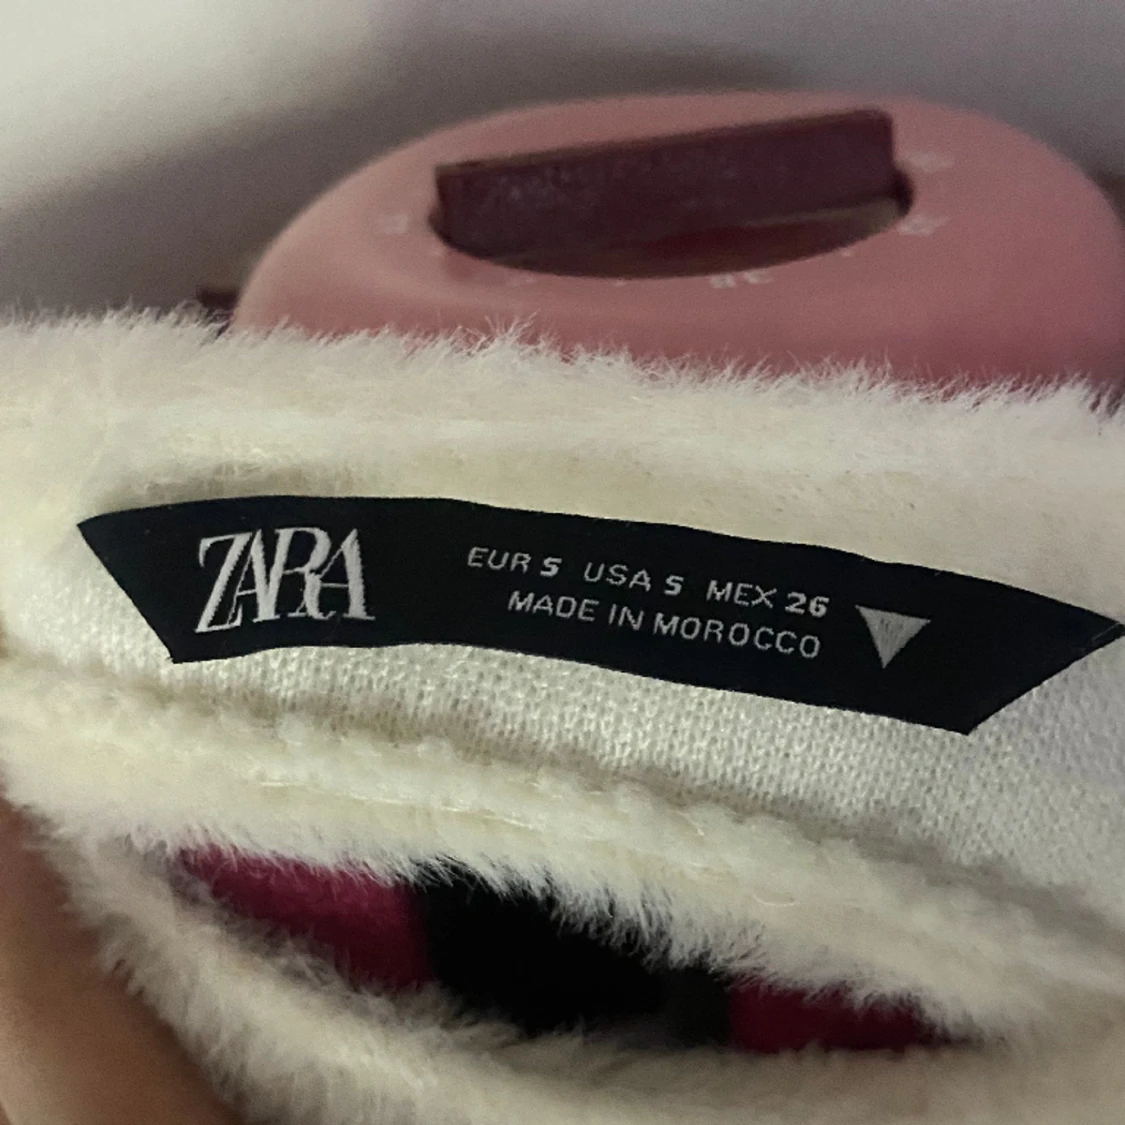 ZARA
EUR S USA S MEX 26
MADE IN MOROCCO